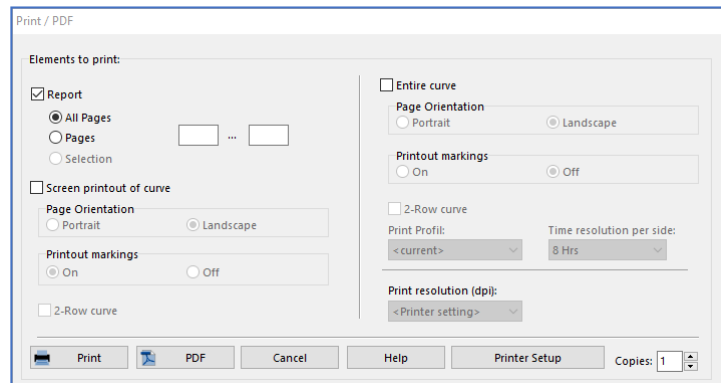 Print / PDF
Elements to print:
Report
All Pages
Pages ...
Selection
Screen printout of curve
Page Orientation
Portrait Landscape
Printout markings
On Off
2-Row curve
Entire curve
Page Orientation
Portrait Landscape
Printout markings
On Off
2-Row curve
Print Profil: Time resolution per side:
<current> 8 Hrs
Print resolution (dpi):
<Printer setting>
Print PDF Cancel Help Printer Setup Copies: 1